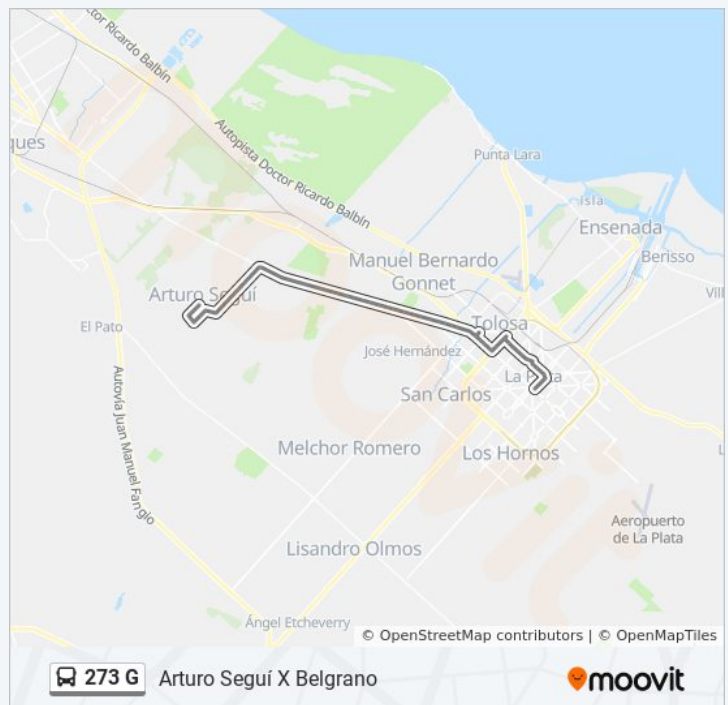 ctor Ricardo Balbín
ques
Autopista Doctor Ricardo Balbín
Punta Lara
Isla
Ensenada
Berisso
Manuel Bernardo
Gonnet
Vill
Arturo Seguí
El Pato
Tolosa
José Hernández
La Plata
San Carlos
Autovía Juan Manuel Fangio
Melchor Romero
Los Hornos
L
Aeropuerto
de La Plata
Lisandro Olmos
Ángel Etcheverry
© OpenStreetMap contributors | © OpenMapTiles
273 G Arturo Seguí X Belgrano
moovit